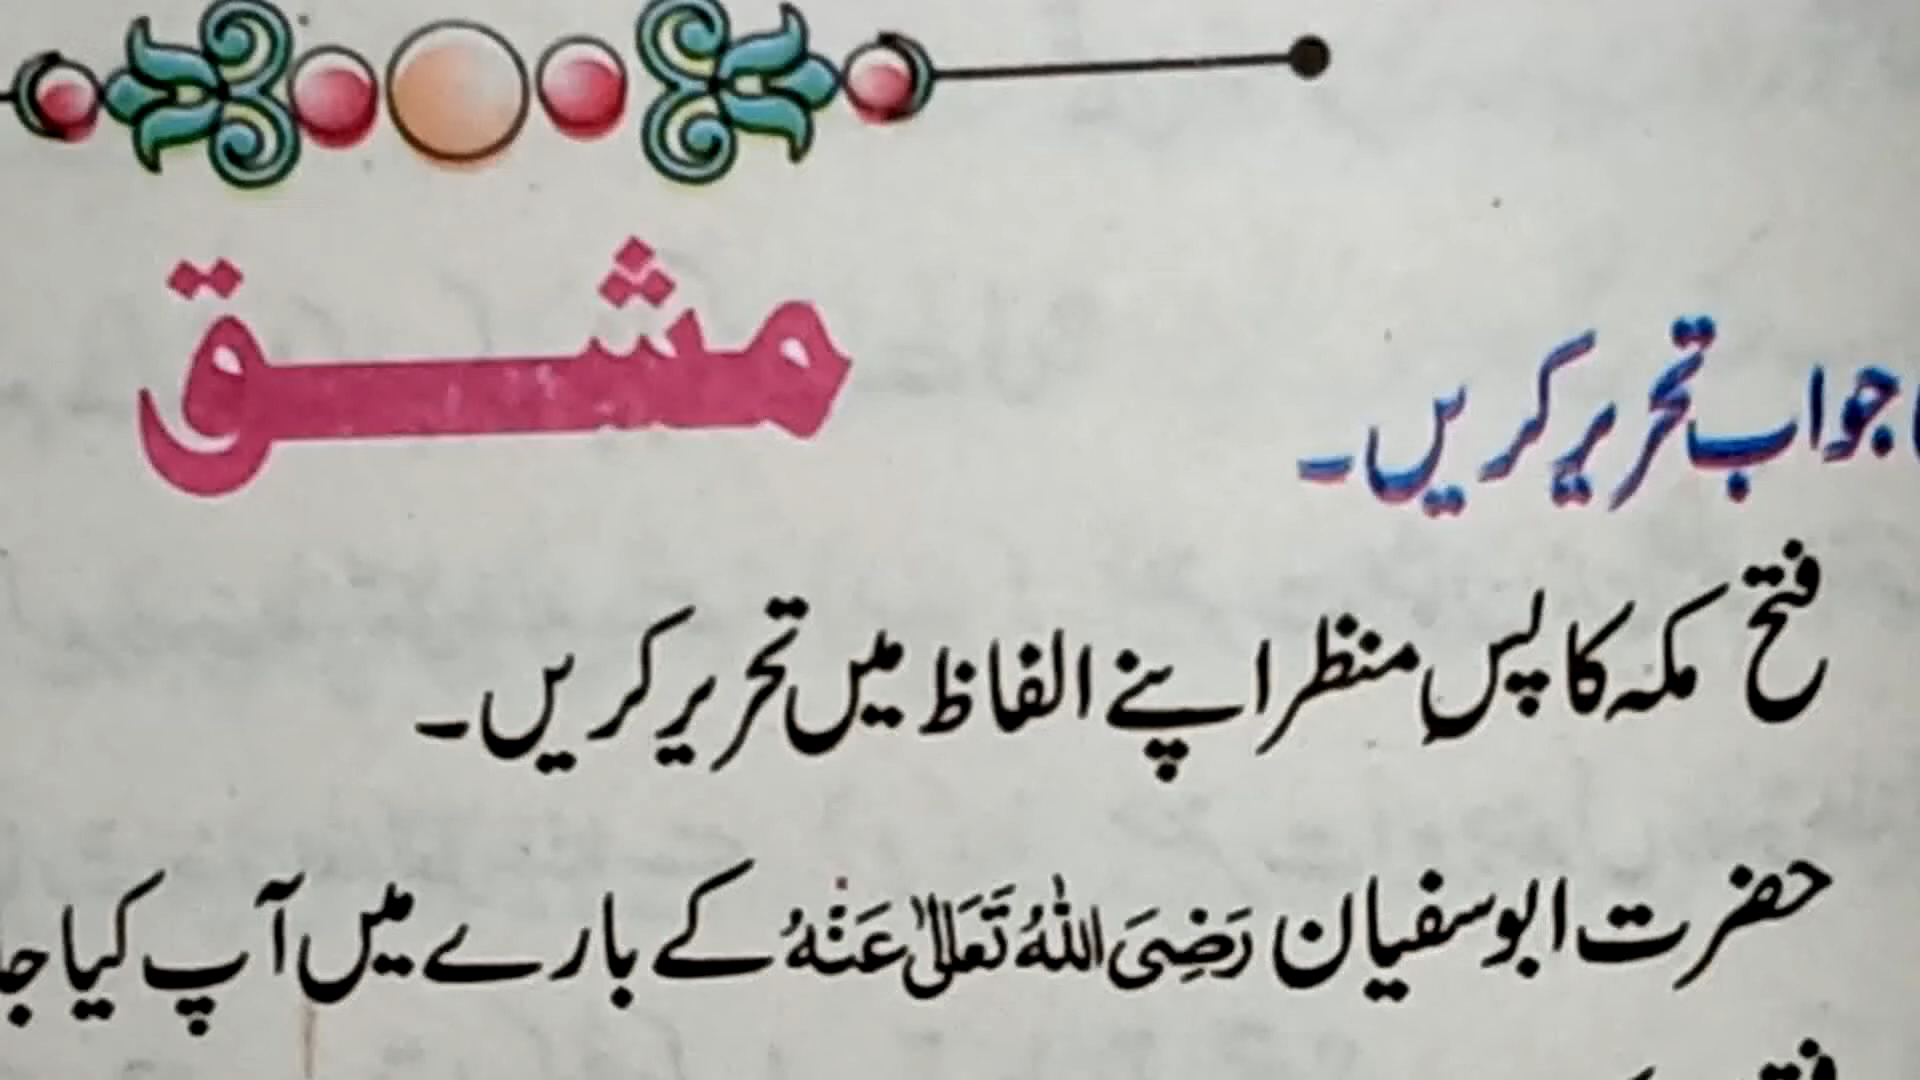 مشق
جواب تحریر کریں۔
فتح مکہ کا پسِ منظر اپنے الفاظ میں تحریر کریں۔
حضرت ابوسفیان رَضِیَ اللہُ تَعَالٰی عَنْہُ کے بارے میں آپ کیا